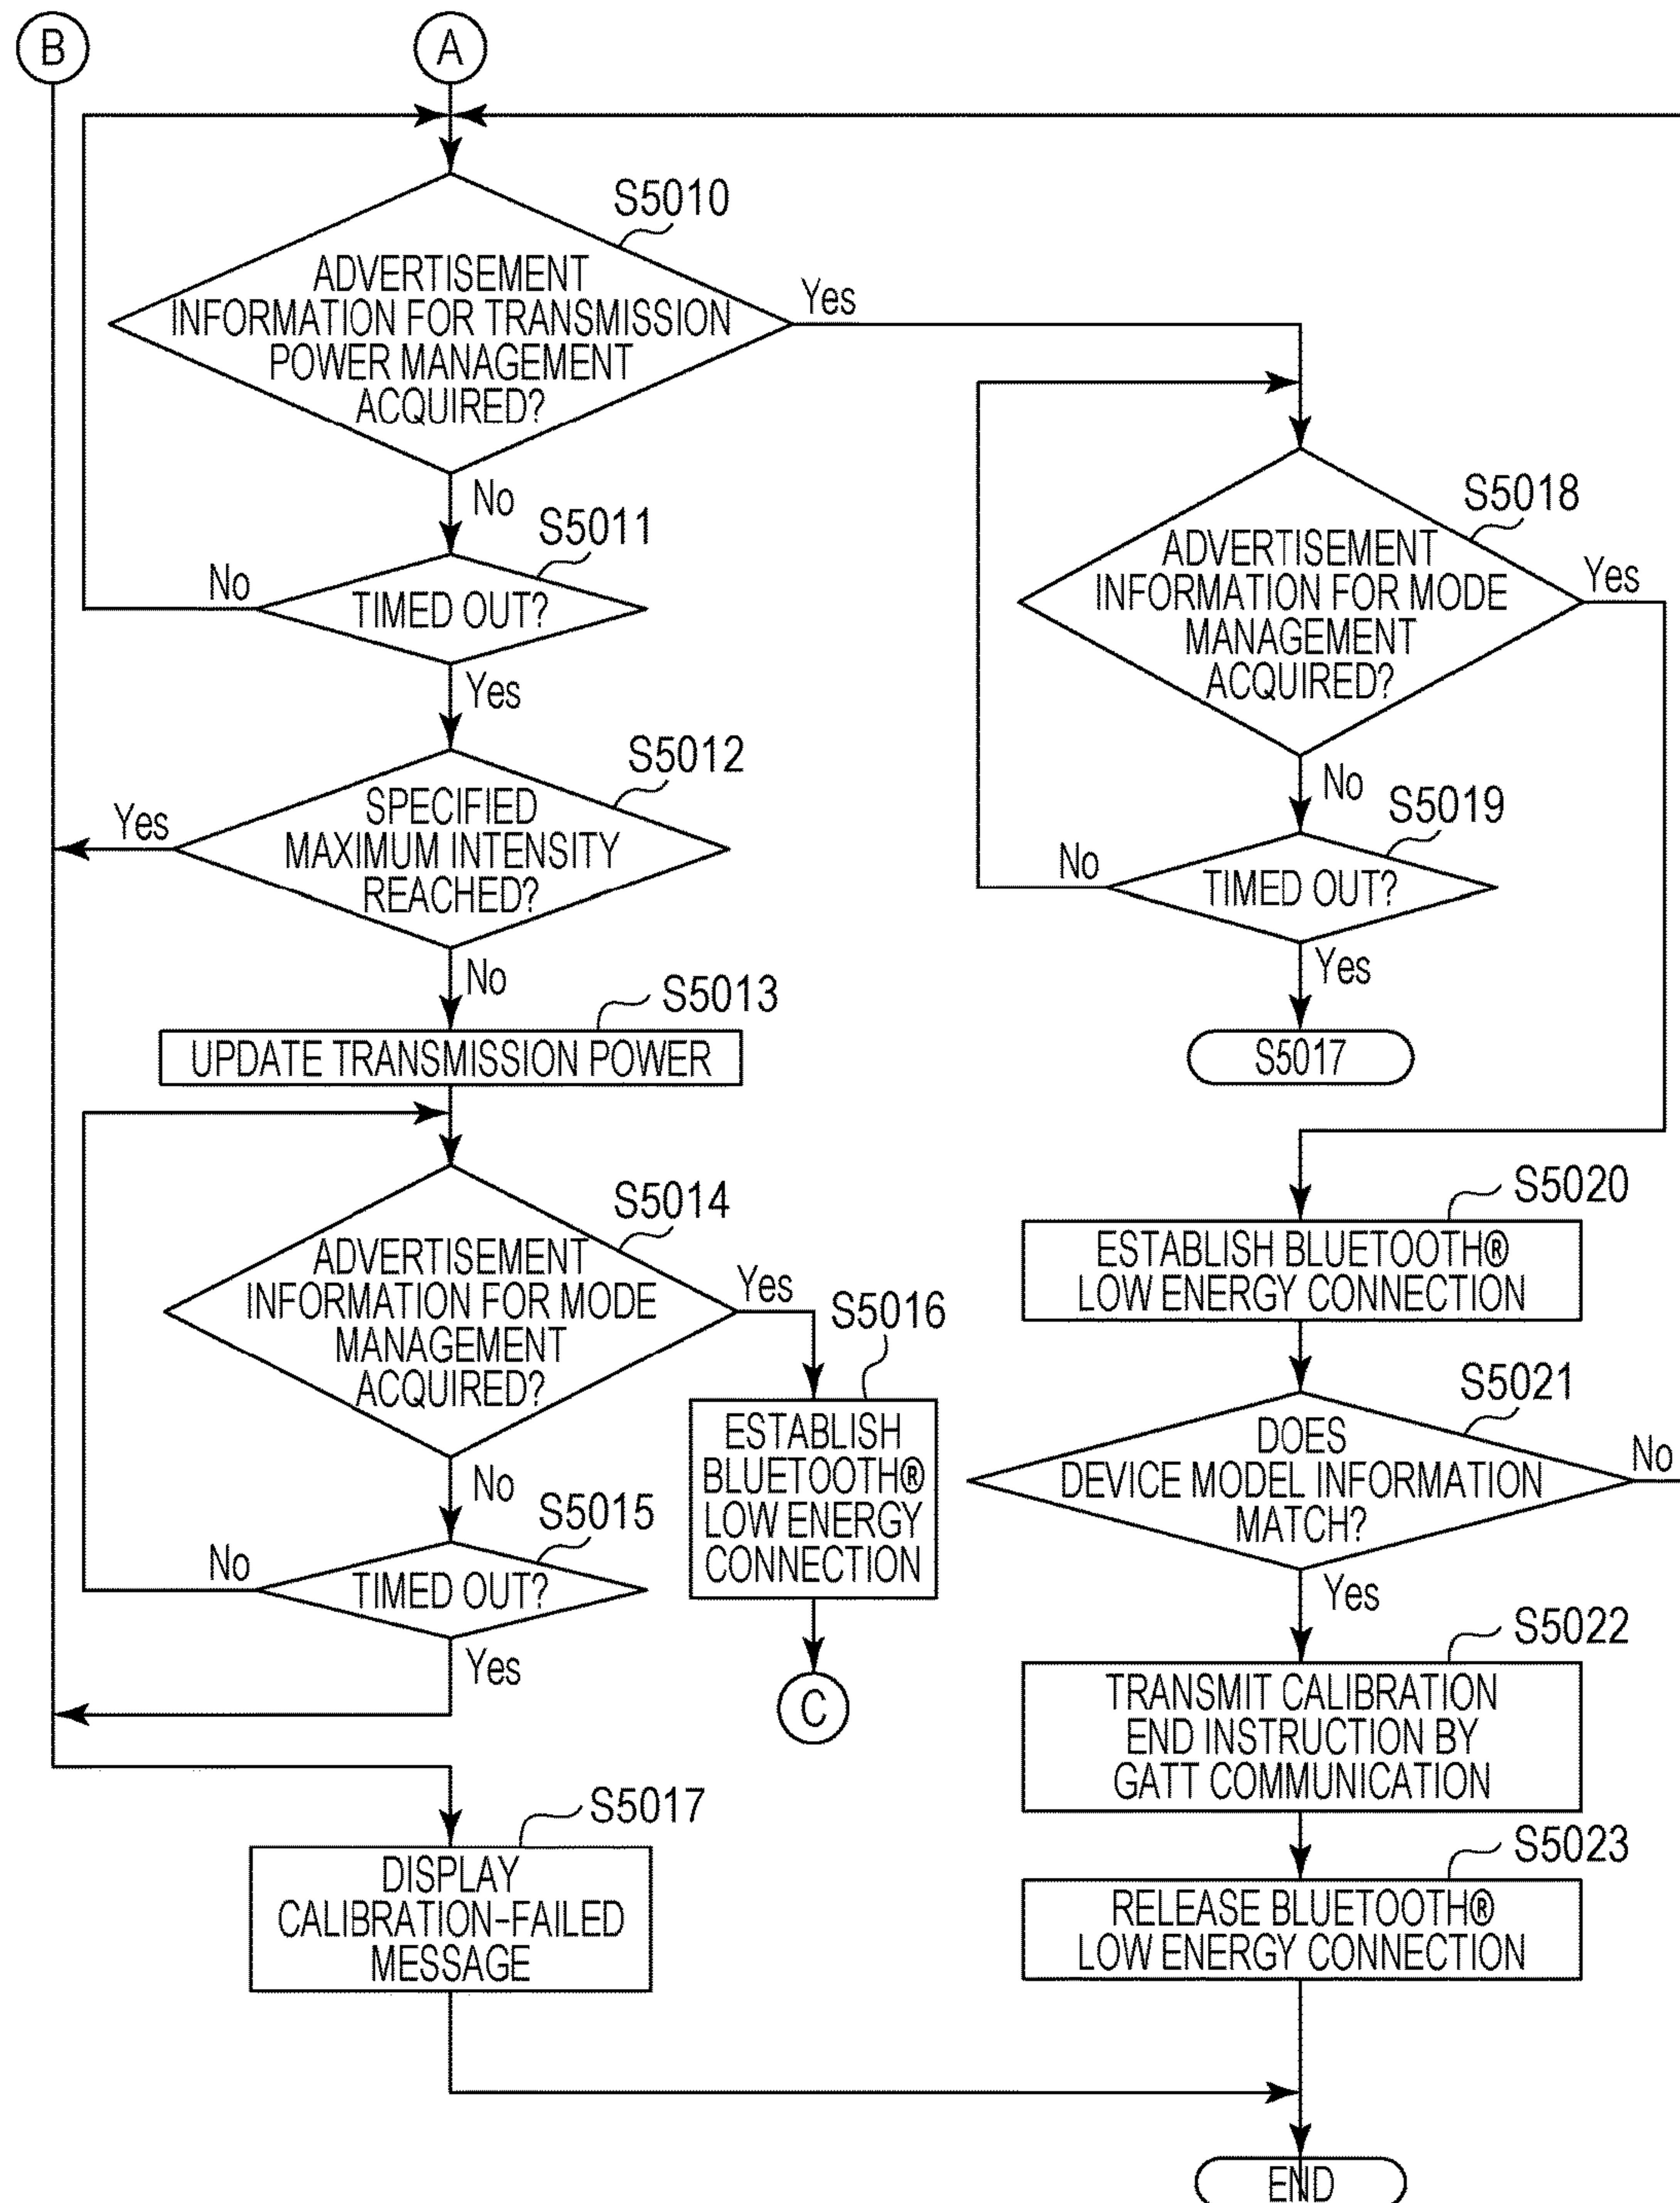 B
A
S5010
ADVERTISEMENT
INFORMATION FOR TRANSMISSION
POWER MANAGEMENT
ACQUIRED?
Yes
No
S5011
TIMED OUT?
No
Yes
S5012
SPECIFIED
MAXIMUM INTENSITY
REACHED?
Yes
No
S5013
UPDATE TRANSMISSION POWER
S5014
ADVERTISEMENT
INFORMATION FOR MODE
MANAGEMENT
ACQUIRED?
Yes
No
S5015
TIMED OUT?
No
Yes
S5016
ESTABLISH
BLUETOOTH®
LOW ENERGY
CONNECTION
C
S5017
DISPLAY
CALIBRATION-FAILED
MESSAGE
S5018
ADVERTISEMENT
INFORMATION FOR MODE
MANAGEMENT
ACQUIRED?
Yes
No
S5019
TIMED OUT?
No
Yes
S5017
S5020
ESTABLISH BLUETOOTH®
LOW ENERGY CONNECTION
S5021
DOES
DEVICE MODEL INFORMATION
MATCH?
No
Yes
S5022
TRANSMIT CALIBRATION
END INSTRUCTION BY
GATT COMMUNICATION
S5023
RELEASE BLUETOOTH®
LOW ENERGY CONNECTION
END